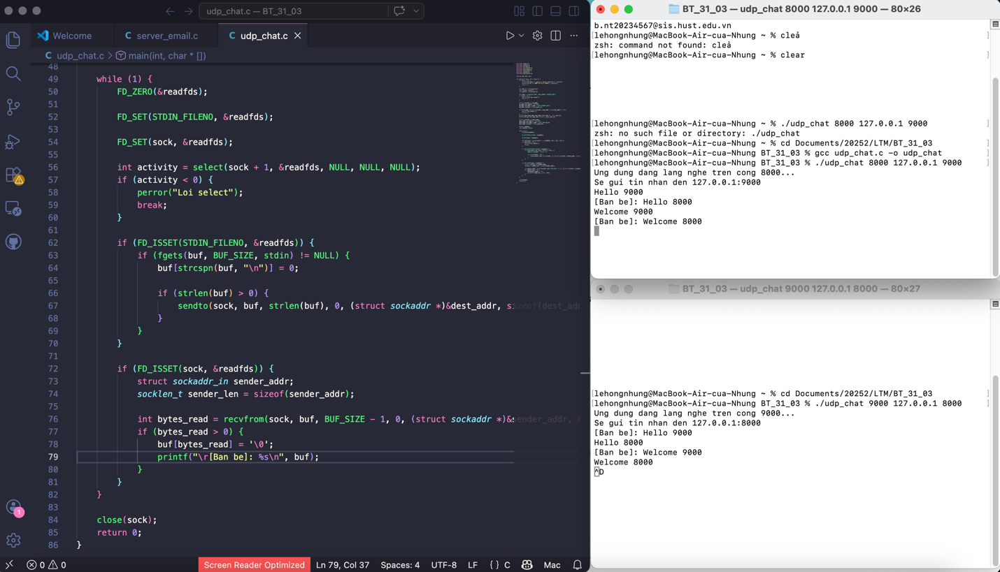 udp_chat.c — BT_31_03
Welcome
C server_email.c
C udp_chat.c
C udp_chat.c > main(int, char * [])
48
49 while (1) {
50 FD_ZERO(&readfds);
51
52 FD_SET(STDIN_FILENO, &readfds);
53
54 FD_SET(sock, &readfds);
55
56 int activity = select(sock + 1, &readfds, NULL, NULL, NULL);
57 if (activity < 0) {
58 perror("Loi select");
59 break;
60 }
61
62 if (FD_ISSET(STDIN_FILENO, &readfds)) {
63 if (fgets(buf, BUF_SIZE, stdin) != NULL) {
64 buf[strcspn(buf, "\n")] = 0;
65
66 if (strlen(buf) > 0) {
67 sendto(sock, buf, strlen(buf), 0, (struct sockaddr *)&dest_addr, sizeof(dest_add
68 }
69 }
70 }
71
72 if (FD_ISSET(sock, &readfds)) {
73 struct sockaddr_in sender_addr;
74 socklen_t sender_len = sizeof(sender_addr);
75
76 int bytes_read = recvfrom(sock, buf, BUF_SIZE - 1, 0, (struct sockaddr *)&sender_addr,
77 if (bytes_read > 0) {
78 buf[bytes_read] = '\0';
79 printf("\r[Ban be]: %s\n", buf);
80 }
81 }
82 }
83
84 close(sock);
85 return 0;
86 }
1
0 0
Screen Reader Optimized
Ln 79, Col 37
Spaces: 4
UTF-8
LF
{ } C
Mac
BT_31_03 — udp_chat 8000 127.0.0.1 9000 — 80×26
b.nt20234567@sis.hust.edu.vn
[lehongnhung@MacBook-Air-cua-Nhung ~ % cleả ]
zsh: command not found: cleả
[lehongnhung@MacBook-Air-cua-Nhung ~ % clear ]
[lehongnhung@MacBook-Air-cua-Nhung ~ % ./udp_chat 8000 127.0.0.1 9000 ]
zsh: no such file or directory: ./udp_chat
[lehongnhung@MacBook-Air-cua-Nhung ~ % cd Documents/20252/LTM/BT_31_03 ]
[lehongnhung@MacBook-Air-cua-Nhung BT_31_03 % gcc udp_chat.c -o udp_chat ]
[lehongnhung@MacBook-Air-cua-Nhung BT_31_03 % ./udp_chat 8000 127.0.0.1 9000 ]
Ung dung dang lang nghe tren cong 8000...
Se gui tin nhan den 127.0.0.1:9000
Hello 9000
[Ban be]: Hello 8000
Welcome 9000
[Ban be]: Welcome 8000
BT_31_03 — udp_chat 9000 127.0.0.1 8000 — 80×27
[lehongnhung@MacBook-Air-cua-Nhung ~ % cd Documents/20252/LTM/BT_31_03 ]
[lehongnhung@MacBook-Air-cua-Nhung BT_31_03 % ./udp_chat 9000 127.0.0.1 8000 ]
Ung dung dang lang nghe tren cong 9000...
Se gui tin nhan den 127.0.0.1:8000
[Ban be]: Hello 9000
Hello 8000
[Ban be]: Welcome 9000
Welcome 8000
^D